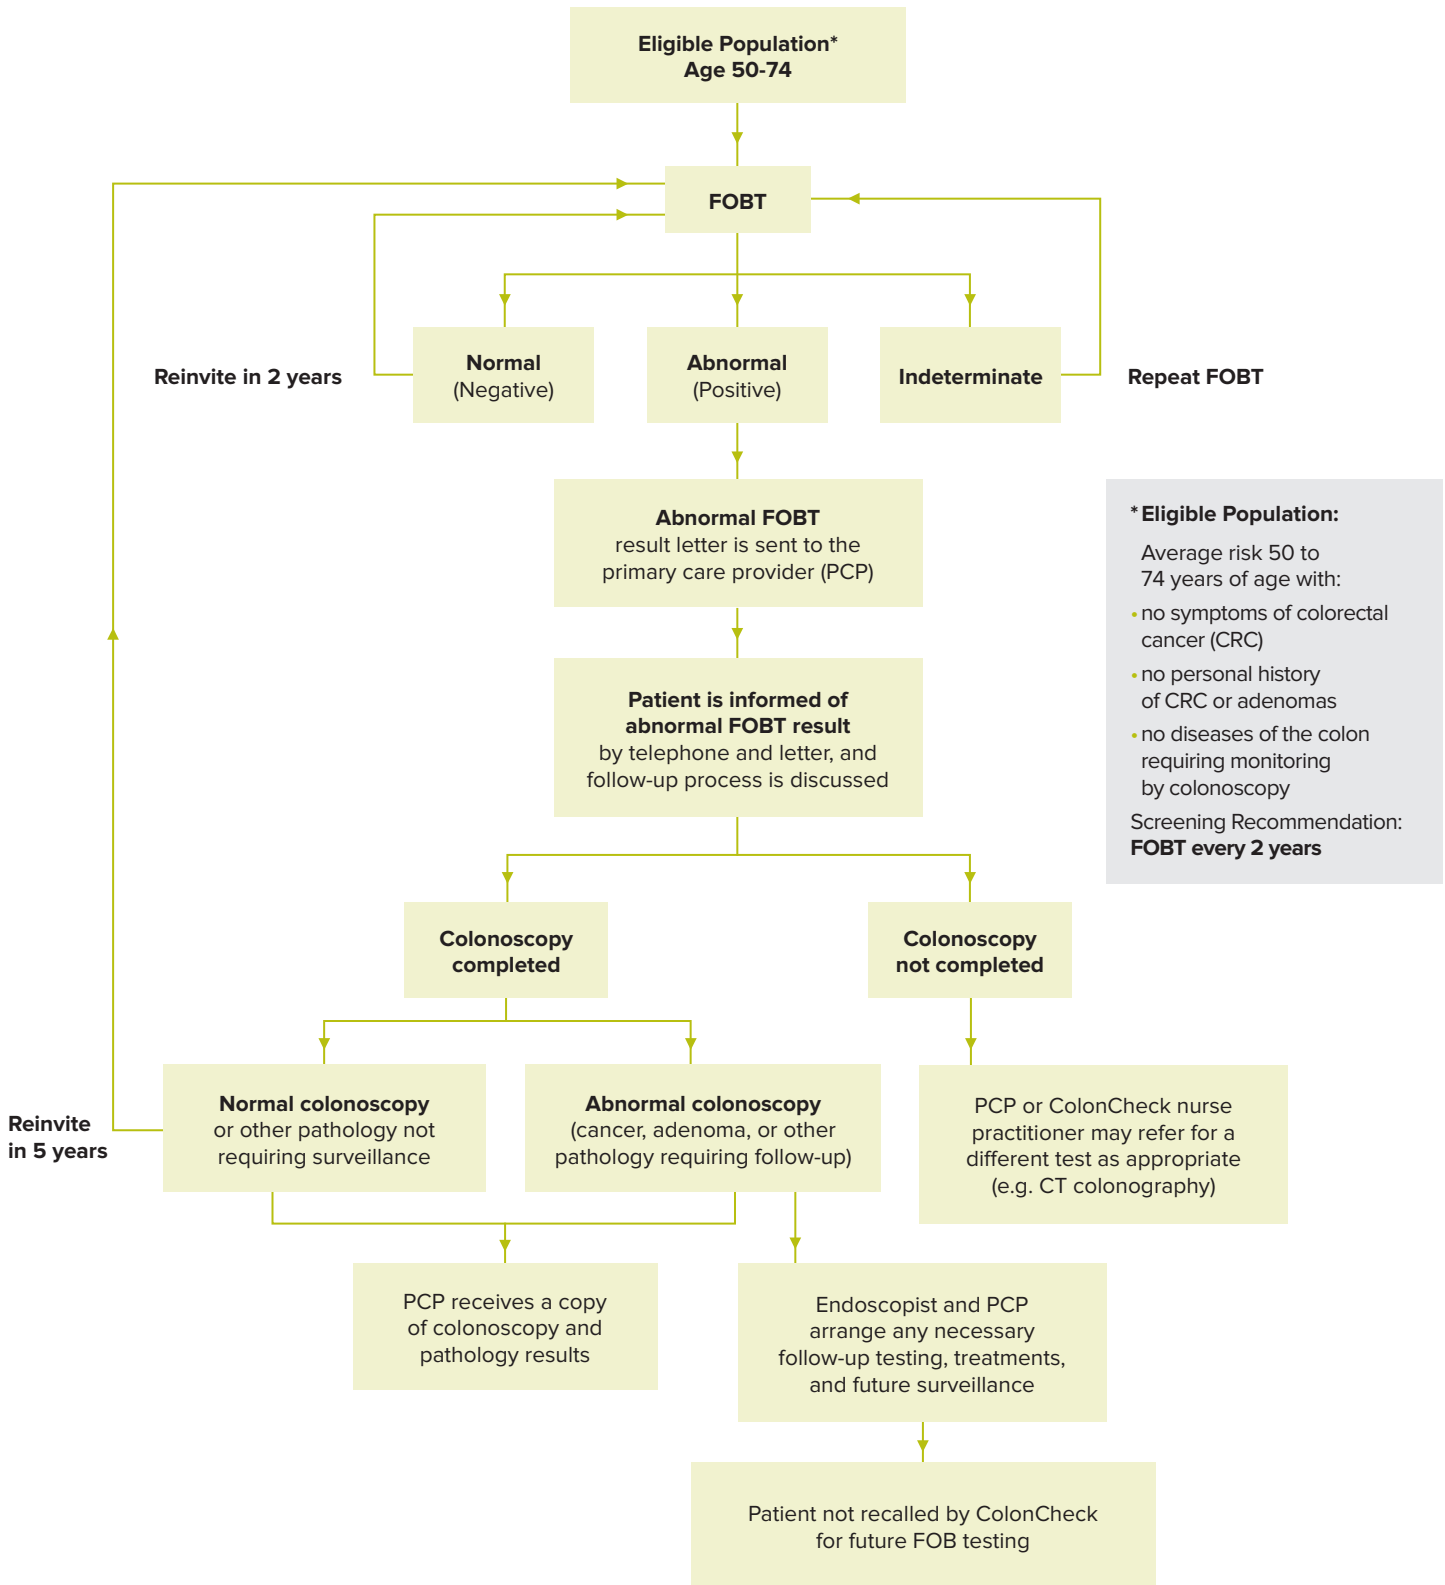 Eligible Population*
Age 50-74
FOBT
Reinvite in 2 years
Normal
(Negative)
Abnormal
(Positive)
Indeterminate
Repeat FOBT
Abnormal FOBT
result letter is sent to the
primary care provider (PCP)
* Eligible Population:
Average risk 50 to
74 years of age with:
• no symptoms of colorectal
cancer (CRC)
• no personal history
of CRC or adenomas
• no diseases of the colon
requiring monitoring
by colonoscopy
Screening Recommendation:
FOBT every 2 years
Patient is informed of
abnormal FOBT result
by telephone and letter, and
follow-up process is discussed
Colonoscopy
completed
Colonoscopy
not completed
Reinvite
in 5 years
Normal colonoscopy
or other pathology not
requiring surveillance
Abnormal colonoscopy
(cancer, adenoma, or other
pathology requiring follow-up)
PCP or ColonCheck nurse
practitioner may refer for a
different test as appropriate
(e.g. CT colonography)
PCP receives a copy
of colonoscopy and
pathology results
Endoscopist and PCP
arrange any necessary
follow-up testing, treatments,
and future surveillance
Patient not recalled by ColonCheck
for future FOB testing